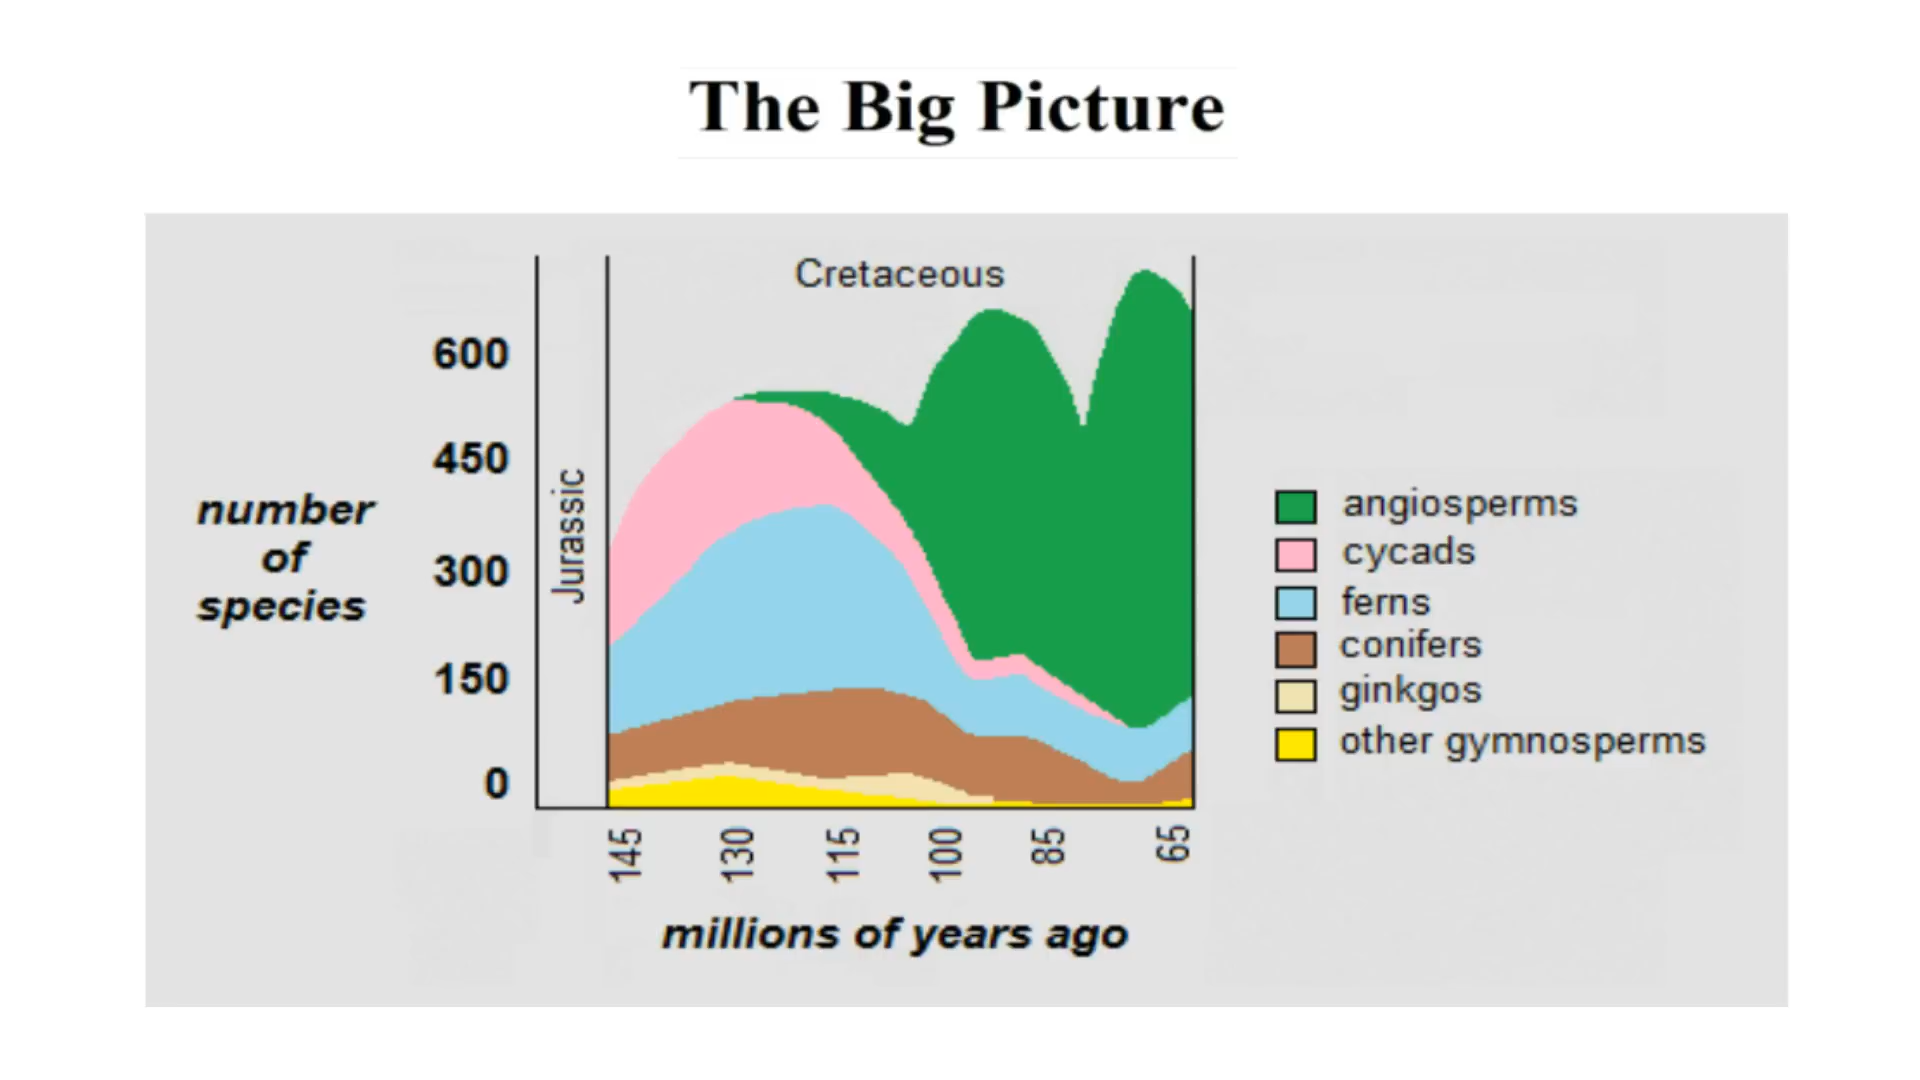 The Big Picture
Cretaceous
600
450
300
150
0
number
of
species
Jurassic
angiosperms
cycads
ferns
conifers
ginkgos
other gymnosperms
145 130 115 100 85 65
millions of years ago